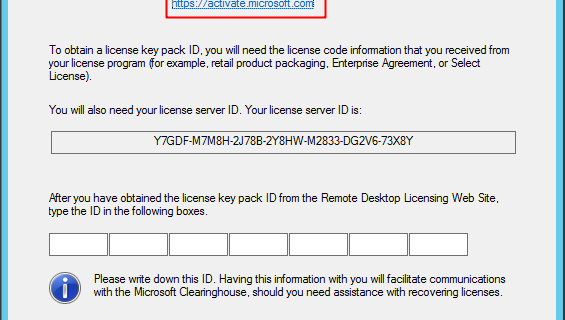 https://activate.microsoft.com
To obtain a license key pack ID, you will need the license code information that you received from
your license program (for example, retail product packaging, Enterprise Agreement, or Select
License).
You will also need your license server ID. Your license server ID is:
Y7GDF-M7M8H-2J78B-2Y8HW-M2833-DG2V6-73X8Y
After you have obtained the license key pack ID from the Remote Desktop Licensing Web Site,
type the ID in the following boxes.
Please write down this ID. Having this information with you will facilitate communications
with the Microsoft Clearinghouse, should you need assistance with recovering licenses.